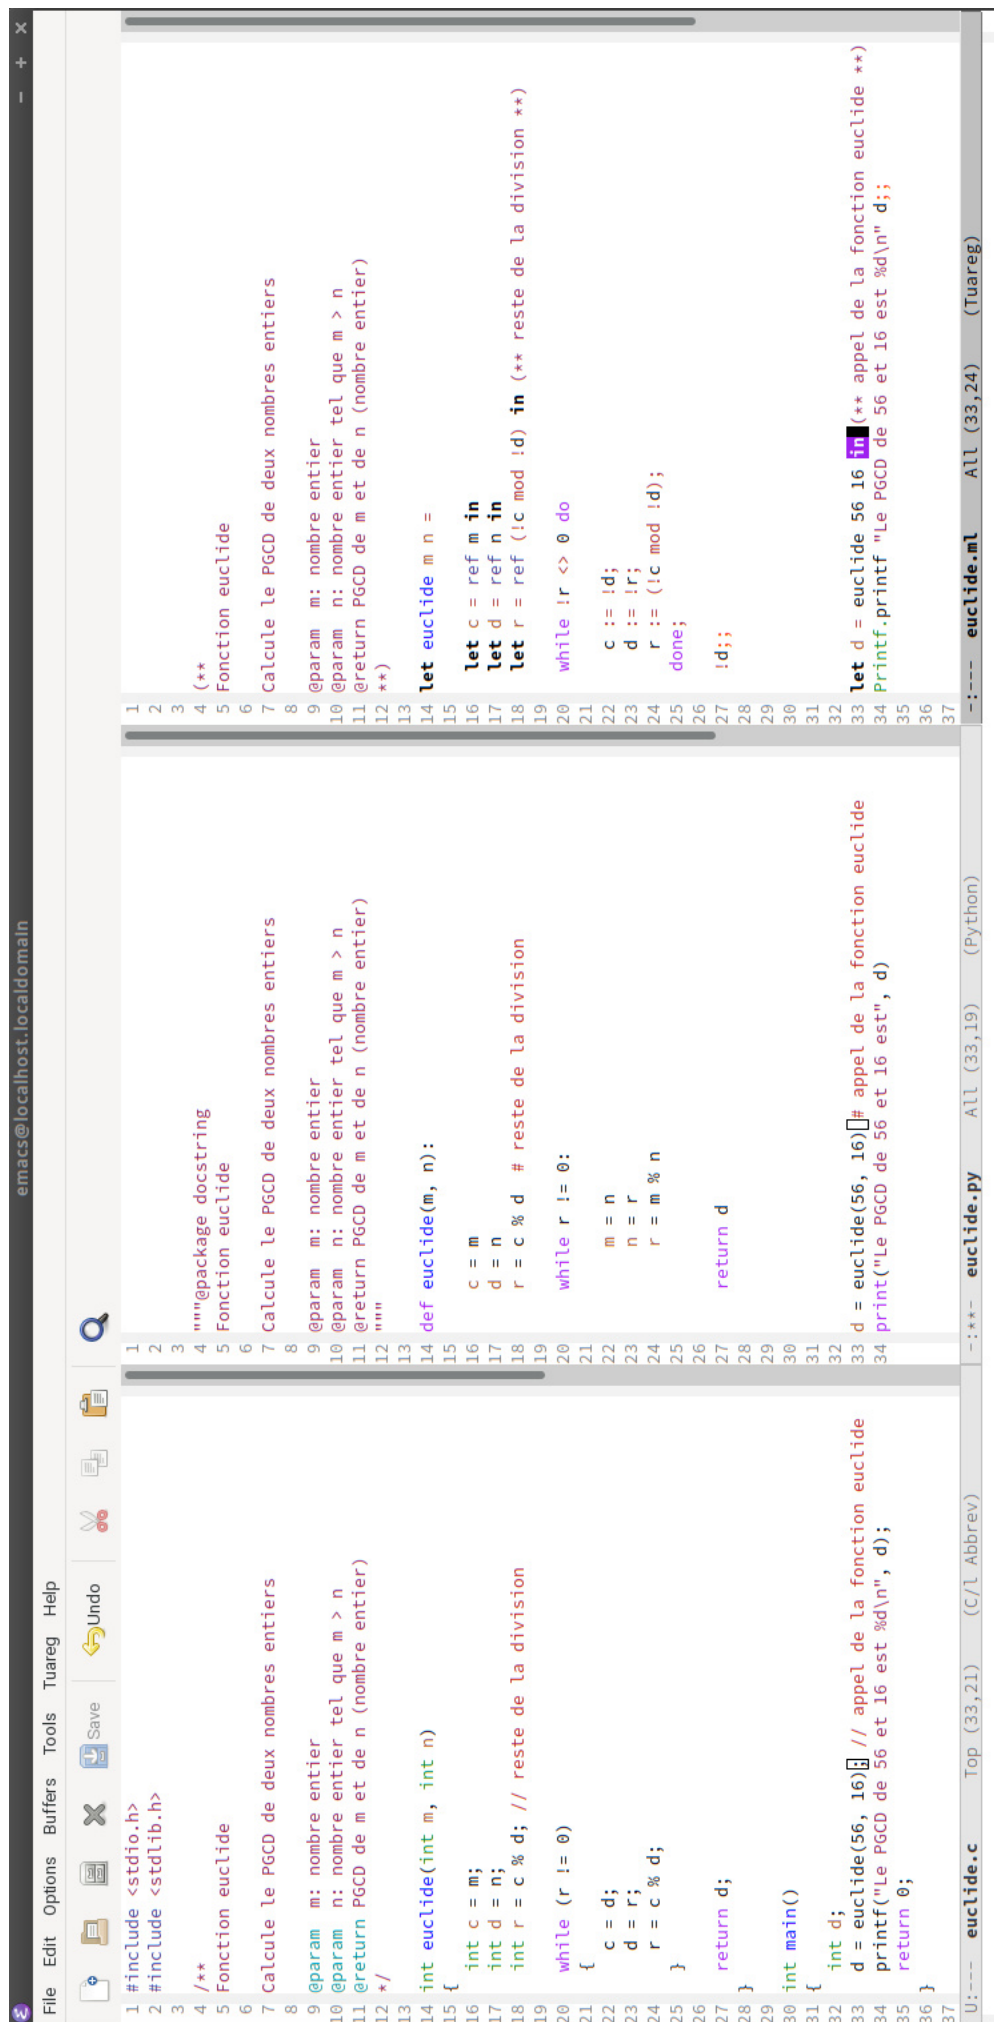 emacs@localhost.localdomain
File Edit Options Buffers Tools Tuareg Help
Save Undo
1 #include <stdio.h>
2 #include <stdlib.h>
3
4 /**
5 Fonction euclide
6
7 Calcule le PGCD de deux nombres entiers
8
9 @param  m: nombre entier
10 @param  n: nombre entier tel que m > n
11 @return PGCD de m et de n (nombre entier)
12 */
13
14 int euclide(int m, int n)
15 {
16   int c = m;
17   int d = n;
18   int r = c % d; // reste de la division
19
20   while (r != 0)
21   {
22     c = d;
23     d = r;
24     r = c % d;
25   }
26
27   return d;
28 }
29
30 int main()
31 {
32   int d;
33   d = euclide(56, 16); // appel de la fonction euclide
34   printf("Le PGCD de 56 et 16 est %d\n", d);
35   return 0;
36 }
37
U:---  euclide.c      Top (33,21)    (C/l Abbrev)
1
2
3
4 """@package docstring
5 Fonction euclide
6
7 Calcule le PGCD de deux nombres entiers
8
9 @param  m: nombre entier
10 @param  n: nombre entier tel que m > n
11 @return PGCD de m et de n (nombre entier)
12 """
13
14 def euclide(m, n):
15
16     c = m
17     d = n
18     r = c % d  # reste de la division
19
20     while r != 0:
21
22         m = n
23         n = r
24         r = m % n
25
26
27     return d
28
29
30
31
32
33 d = euclide(56, 16) # appel de la fonction euclide
34 print("Le PGCD de 56 et 16 est", d)
-:**-  euclide.py     All (33,19)    (Python)
1
2
3
4 (**
5 Fonction euclide
6
7 Calcule le PGCD de deux nombres entiers
8
9 @param  m: nombre entier
10 @param  n: nombre entier tel que m > n
11 @return PGCD de m et de n (nombre entier)
12 **)
13
14 let euclide m n =
15
16   let c = ref m in
17   let d = ref n in
18   let r = ref (!c mod !d) in (** reste de la division **)
19
20   while !r <> 0 do
21
22     c := !d;
23     d := !r;
24     r := (!c mod !d);
25   done;
26
27   !d;;
28
29
30
31
32
33 let d = euclide 56 16 in (** appel de la fonction euclide **)
34 Printf.printf "Le PGCD de 56 et 16 est %d\n" d;;
35
36
37
-:---  euclide.ml     All (33,24)    (Tuareg)